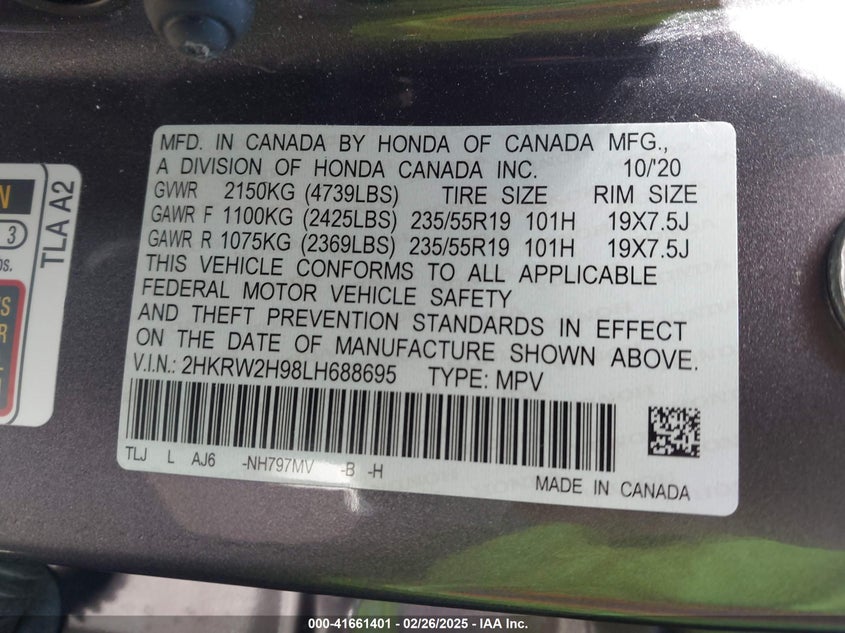 MFD. IN CANADA BY HONDA OF CANADA MFG.,
A DIVISION OF HONDA CANADA INC. 10/'20
GVWR 2150KG (4739LBS) TIRE SIZE RIM SIZE
GAWR F 1100KG (2425LBS) 235/55R19 101H 19X7.5J
GAWR R 1075KG (2369LBS) 235/55R19 101H 19X7.5J
THIS VEHICLE CONFORMS TO ALL APPLICABLE
FEDERAL MOTOR VEHICLE SAFETY
AND THEFT PREVENTION STANDARDS IN EFFECT
ON THE DATE OF MANUFACTURE SHOWN ABOVE.
V.I.N.: 2HKRW2H98LH688695 TYPE: MPV
TLJ L AJ6 -NH797MV -B -H
MADE IN CANADA
TLA A2
3
000-41661401 - 02/26/2025 - IAA Inc.